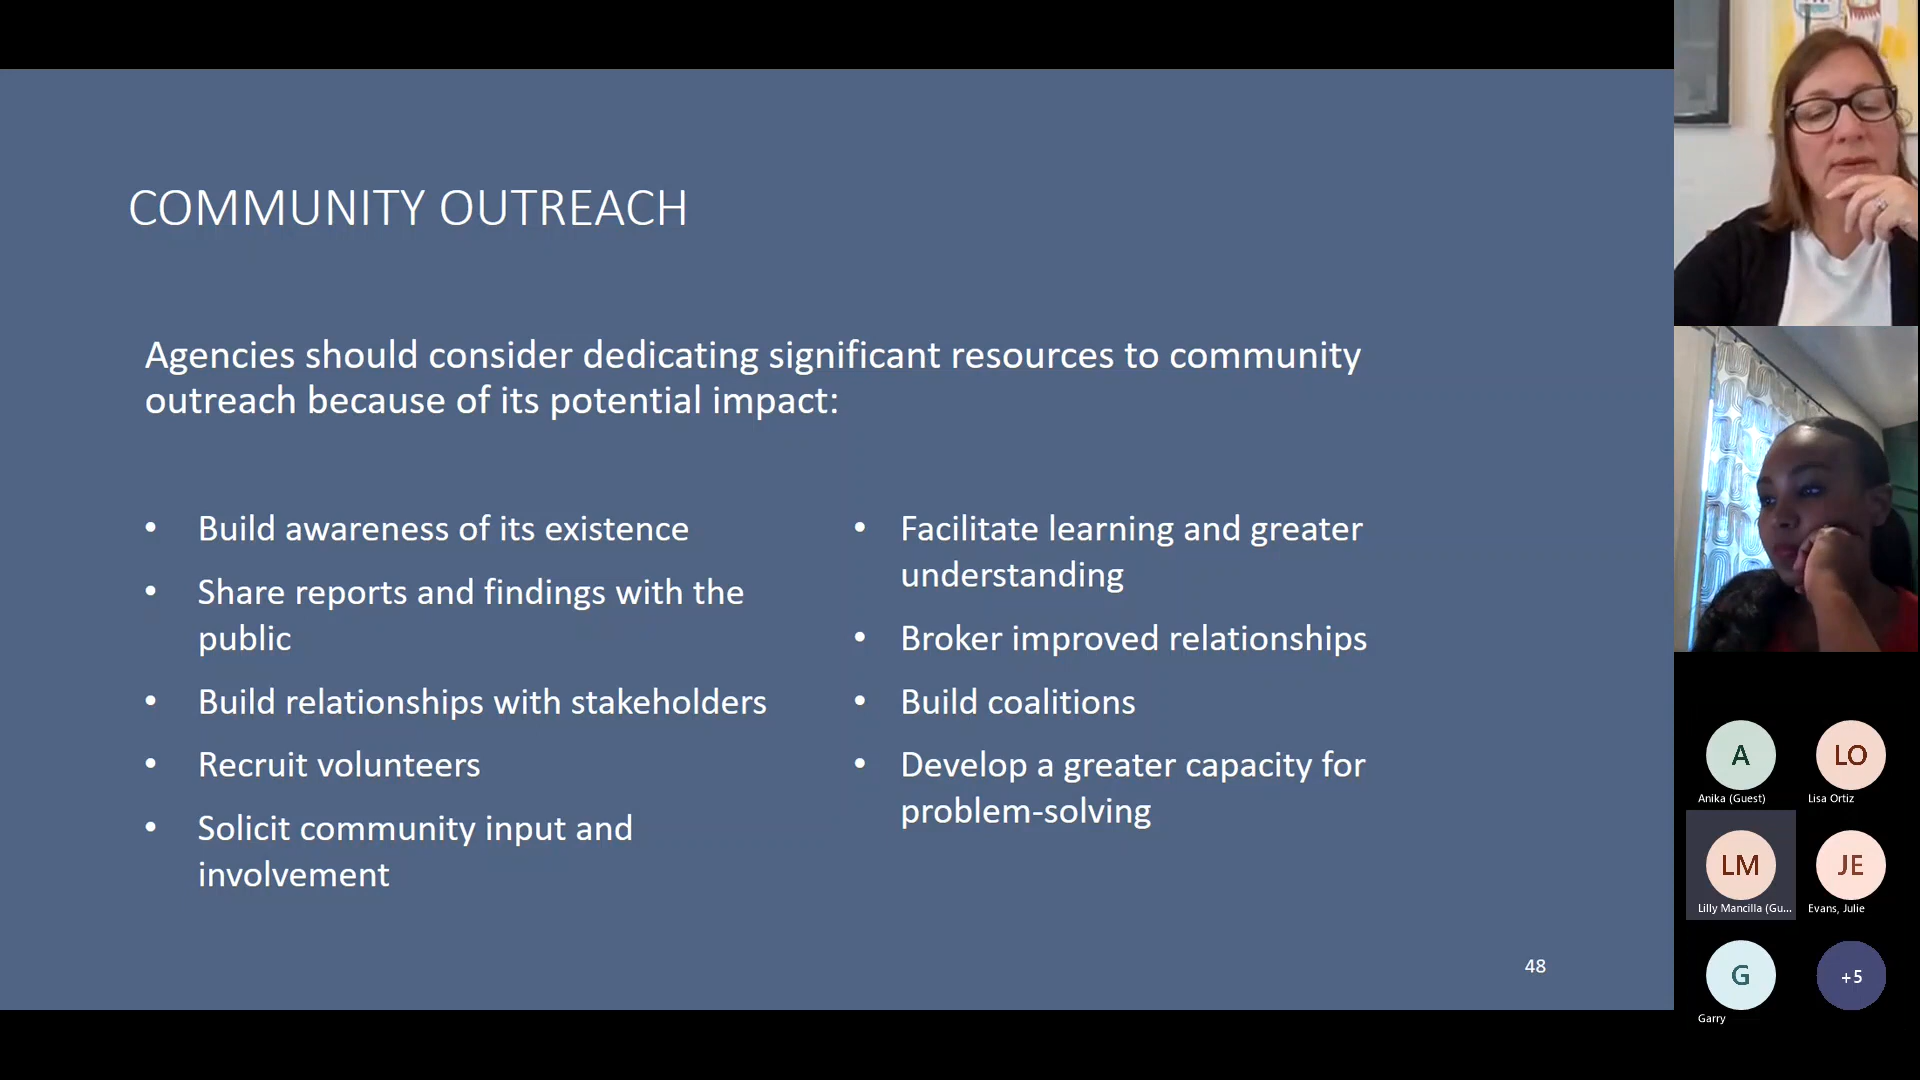 COMMUNITY OUTREACH
Agencies should consider dedicating significant resources to community
outreach because of its potential impact:
• Build awareness of its existence
• Share reports and findings with the
public
• Build relationships with stakeholders
• Recruit volunteers
• Solicit community input and
involvement
• Facilitate learning and greater
understanding
• Broker improved relationships
• Build coalitions
• Develop a greater capacity for
problem-solving
48
A
Anika (Guest)
LO
Lisa Ortiz
LM
Lilly Mancilla (Gu...
JE
Evans, Julie
G
Garry
+5